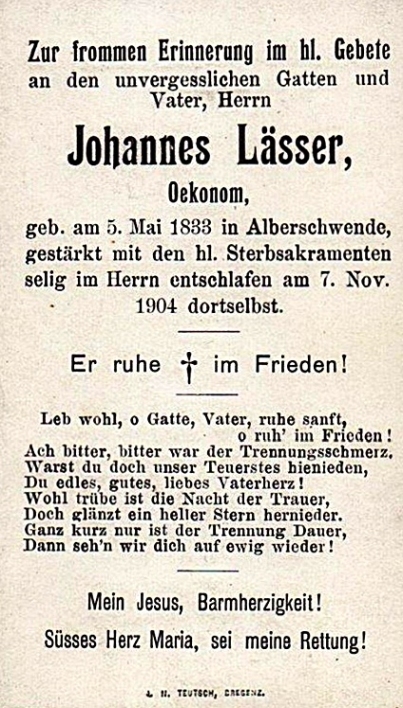 Zur frommen Erinnerung im hl. Gebete
an den unvergesslichen Gatten und
Vater, Herrn
Johannes Lässer,
Oekonom,
geb. am 5. Mai 1833 in Alberschwende,
gestärkt mit den hl. Sterbsakramenten
selig im Herrn entschlafen am 7. Nov.
1904 dortselbst.
Er ruhe † im Frieden!
Leb wohl, o Gatte, Vater, ruhe sanft,
o ruh' im Frieden!
Ach bitter, bitter war der Trennungsschmerz.
Warst du doch unser Teuerstes hienieden,
Du edles, gutes, liebes Vaterherz!
Wohl trübe ist die Nacht der Trauer,
Doch glänzt ein heller Stern hernieder.
Ganz kurz nur ist der Trennung Dauer,
Dann seh'n wir dich auf ewig wieder!
Mein Jesus, Barmherzigkeit!
Süsses Herz Maria, sei meine Rettung!
J. N. TEUTSCH, BREGENZ.